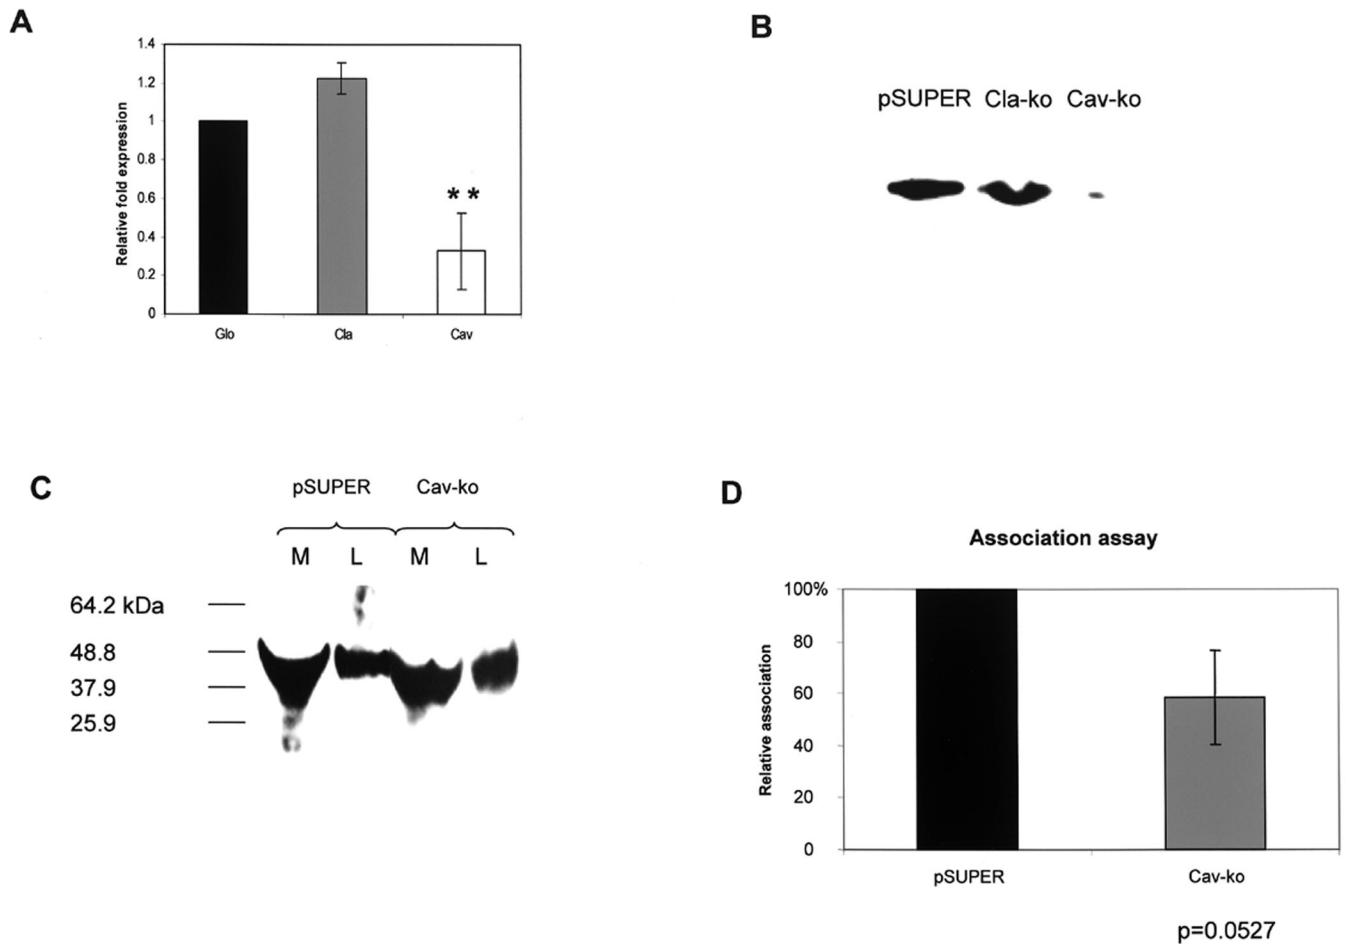 A
1.4
1.2
1
0.8
0.6
0.4
0.2
0
Relative fold expression
**
Glo Cla Cav
B
pSUPER Cla-ko Cav-ko
C
pSUPER Cav-ko
M L M L
64.2 kDa
48.8
37.9
25.9
D
Association assay
100%
80
60
40
20
0
Relative association
pSUPER Cav-ko
p=0.0527